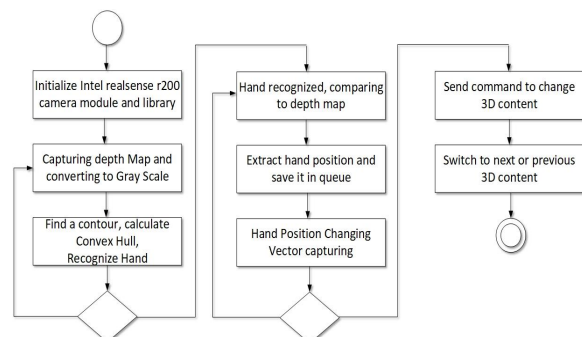 Initialize Intel realsense r200
camera module and library
Capturing depth Map and
converting to Gray Scale
Find a contour, calculate
Convex Hull,
Recognize Hand
Hand recognized, comparing
to depth map
Extract hand position and
save it in queue
Hand Position Changing
Vector capturing
Send command to change
3D content
Switch to next or previous
3D content